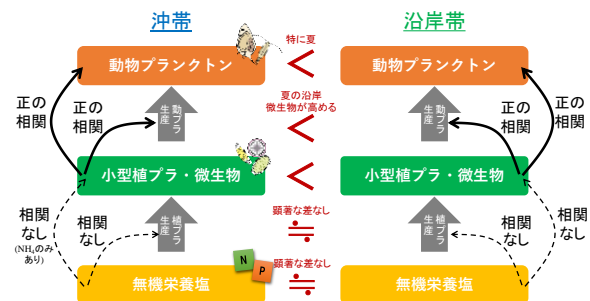 沖帯
沿岸帯
特に夏
動物プランクトン
<
動物プランクトン
正の
相関
正の
相関
動プラ
生産
夏の沿岸
微生物が高める
<
動プラ
生産
正の
相関
正の
相関
小型植プラ・微生物
<
小型植プラ・微生物
相関
なし
(NH₄のみ
あり)
相関
なし
植プラ
生産
顕著な差なし
≒
植プラ
生産
相関
なし
相関
なし
N
P
顕著な差なし
無機栄養塩
≒
無機栄養塩